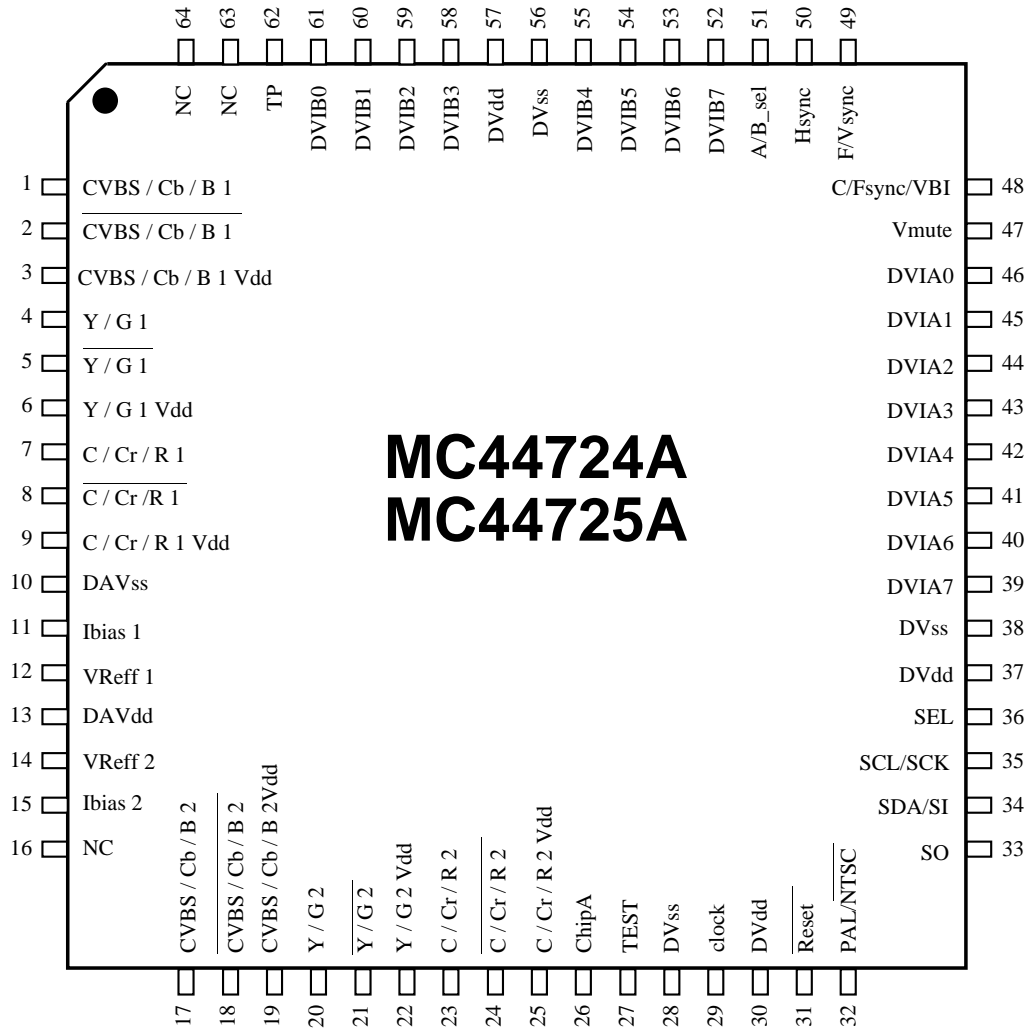 64 63 62 61 60 59 58 57 56 55 54 53 52 51 50 49
NC
NC
TP
DVIB0
DVIB1
DVIB2
DVIB3
DVdd
DVss
DVIB4
DVIB5
DVIB6
DVIB7
A/B_sel
Hsync
F/Vsync
1 CVBS / Cb / B 1
2 CVBS / Cb / B 1
3 CVBS / Cb / B 1 Vdd
4 Y / G 1
5 Y / G 1
6 Y / G 1 Vdd
7 C / Cr / R 1
8 C / Cr /R 1
9 C / Cr / R 1 Vdd
10 DAVss
11 Ibias 1
12 VReff 1
13 DAVdd
14 VReff 2
15 Ibias 2
16 NC
MC44724A
MC44725A
C/Fsync/VBI 48
Vmute 47
DVIA0 46
DVIA1 45
DVIA2 44
DVIA3 43
DVIA4 42
DVIA5 41
DVIA6 40
DVIA7 39
DVss 38
DVdd 37
SEL 36
SCL/SCK 35
SDA/SI 34
SO 33
CVBS / Cb / B 2
CVBS / Cb / B 2
CVBS / Cb / B 2Vdd
Y / G 2
Y / G 2
Y / G 2 Vdd
C / Cr / R 2
C / Cr / R 2
C / Cr / R 2 Vdd
ChipA
TEST
DVss
clock
DVdd
Reset
PAL/NTSC
17 18 19 20 21 22 23 24 25 26 27 28 29 30 31 32